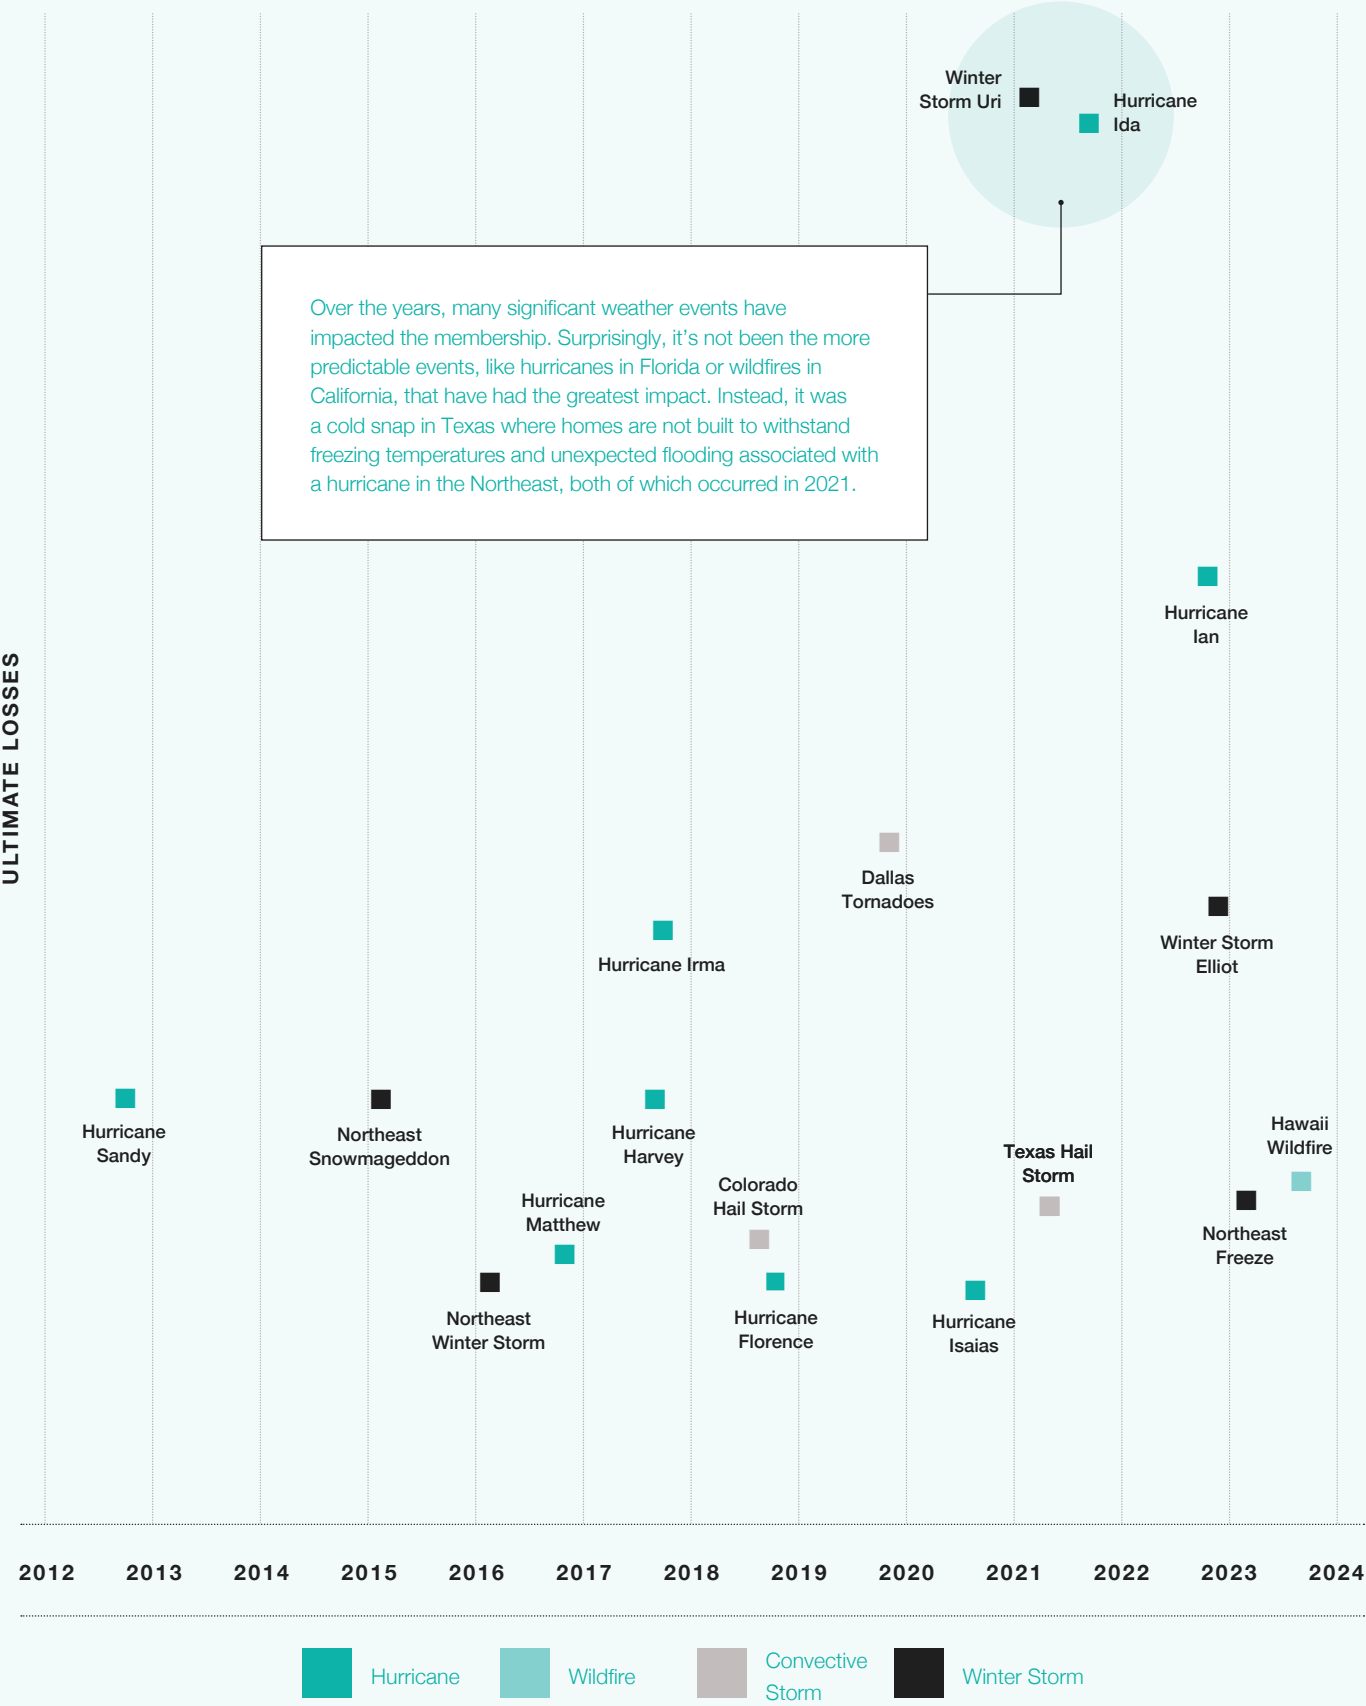 Winter
Storm Uri
Hurricane
Ida
Over the years, many significant weather events have
impacted the membership. Surprisingly, it’s not been the more
predictable events, like hurricanes in Florida or wildfires in
California, that have had the greatest impact. Instead, it was
a cold snap in Texas where homes are not built to withstand
freezing temperatures and unexpected flooding associated with
a hurricane in the Northeast, both of which occurred in 2021.
Hurricane
Ian
ULTIMATE LOSSES
Dallas
Tornadoes
Hurricane Irma
Winter Storm
Elliot
Hurricane
Sandy
Northeast
Snowmageddon
Hurricane
Harvey
Hawaii
Wildfire
Texas Hail
Storm
Colorado
Hail Storm
Hurricane
Matthew
Northeast
Freeze
Northeast
Winter Storm
Hurricane
Florence
Hurricane
Isaias
2012 2013 2014 2015 2016 2017 2018 2019 2020 2021 2022 2023 2024
Hurricane
Wildfire
Convective
Storm
Winter Storm